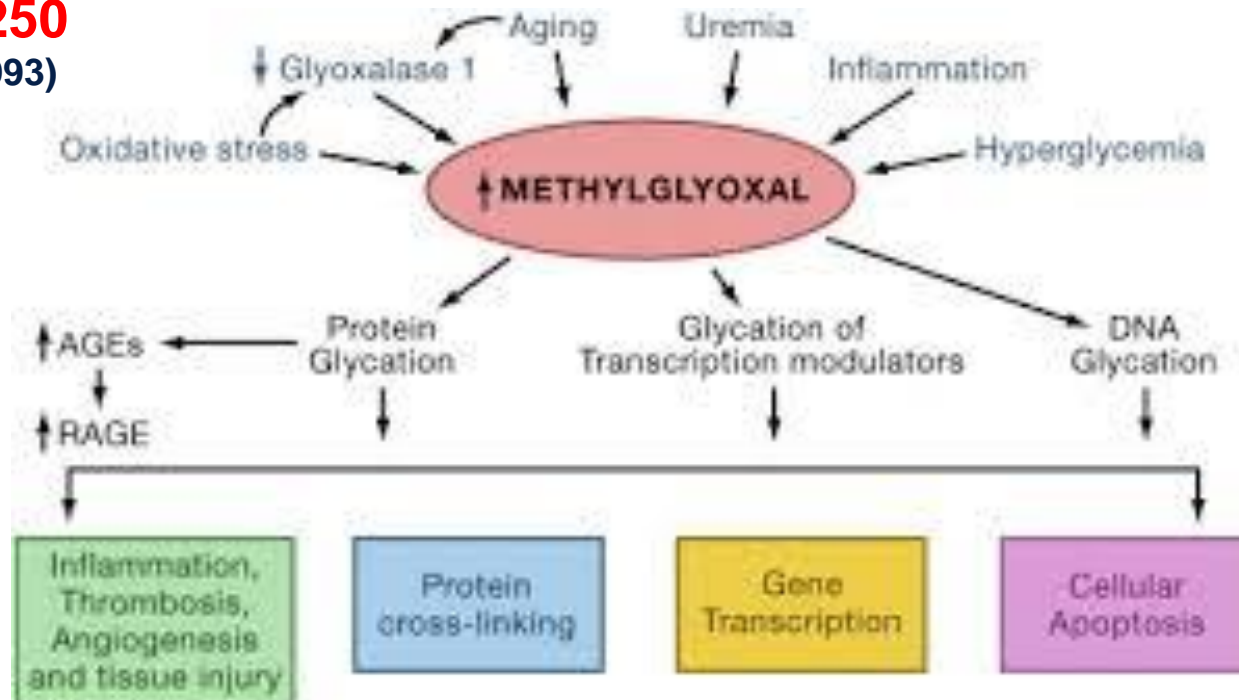 250
993)
Aging
Uremia
Glyoxalase 1
Inflammation
Oxidative stress
Hyperglycemia
METHYLGLYOXAL
AGEs
Protein
Glycation
Glycation of
Transcription modulators
DNA
Glycation
RAGE
Inflammation,
Thrombosis,
Angiogenesis
and tissue injury
Protein
cross-linking
Gene
Transcription
Cellular
Apoptosis